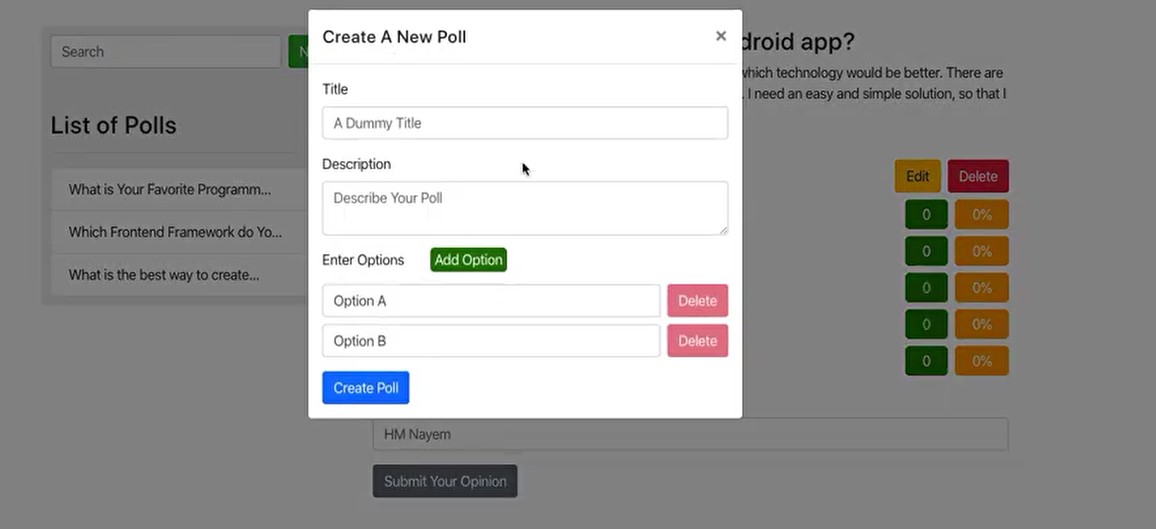 Create A New Poll
×
Title
A Dummy Title
Description
Describe Your Poll
Enter Options Add Option
Option A Delete
Option B Delete
Create Poll
Search
List of Polls
What is Your Favorite Programm...
Which Frontend Framework do Yo...
What is the best way to create...
app?
which technology would be better. There are
. I need an easy and simple solution, so that I
Edit Delete
0 0%
0 0%
0 0%
0 0%
0 0%
HM Nayem
Submit Your Opinion